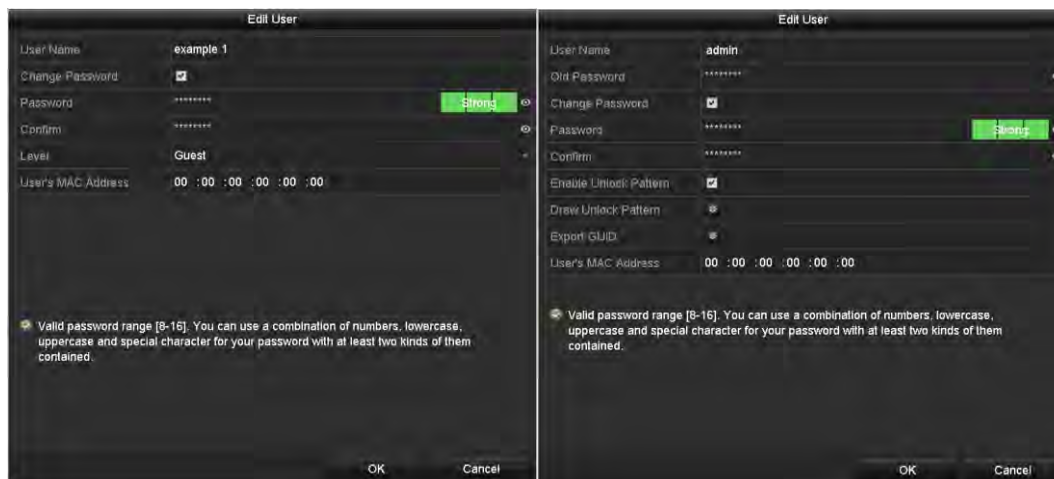 Edit User
User Name example 1
Change Password
Password ******** Strong
Confirm ********
Level Guest
User's MAC Address 00 :00 :00 :00 :00 :00
Valid password range [8-16]. You can use a combination of numbers, lowercase,
uppercase and special character for your password with at least two kinds of them
contained.
OK Cancel
Edit User
User Name admin
Old Password ********
Change Password
Password ******** Strong
Confirm ********
Enable Unlock Pattern
Draw Unlock Pattern
Export GUID
User's MAC Address 00 :00 :00 :00 :00 :00
Valid password range [8-16]. You can use a combination of numbers, lowercase,
uppercase and special character for your password with at least two kinds of them
contained.
OK Cancel